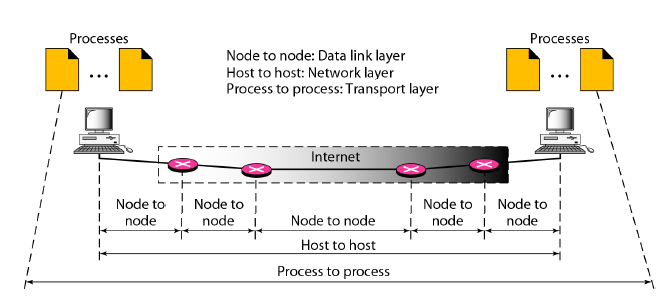 Processes
Processes
...
...
Node to node: Data link layer
Host to host: Network layer
Process to process: Transport layer
Internet
Node to
node
Node to
node
Node to node
Node to
node
Node to
node
Host to host
Process to process